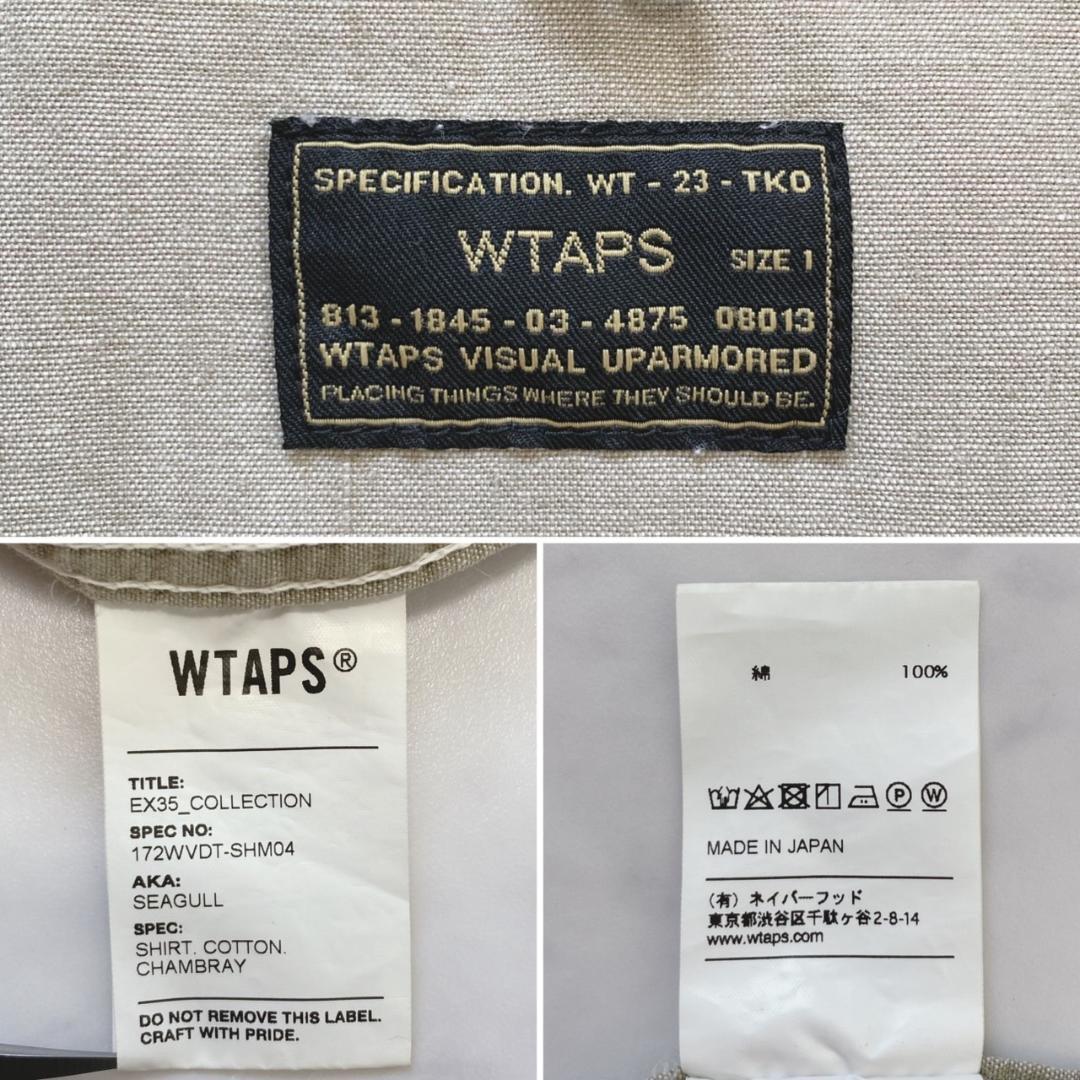 SPECIFICATION. WT - 23 - TKO
WTAPS SIZE 1
813 - 1845 - 03 - 4875 08013
WTAPS VISUAL UPARMORED
PLACING THINGS WHERE THEY SHOULD BE.
WTAPS®
TITLE:
EX35_COLLECTION
SPEC NO:
172WVDT-SHM04
AKA:
SEAGULL
SPEC:
SHIRT. COTTON.
CHAMBRAY
DO NOT REMOVE THIS LABEL.
CRAFT WITH PRIDE.
綿 100%
P W
MADE IN JAPAN
(有) ネイバーフッド
東京都渋谷区千駄ヶ谷2-8-14
www.wtaps.com